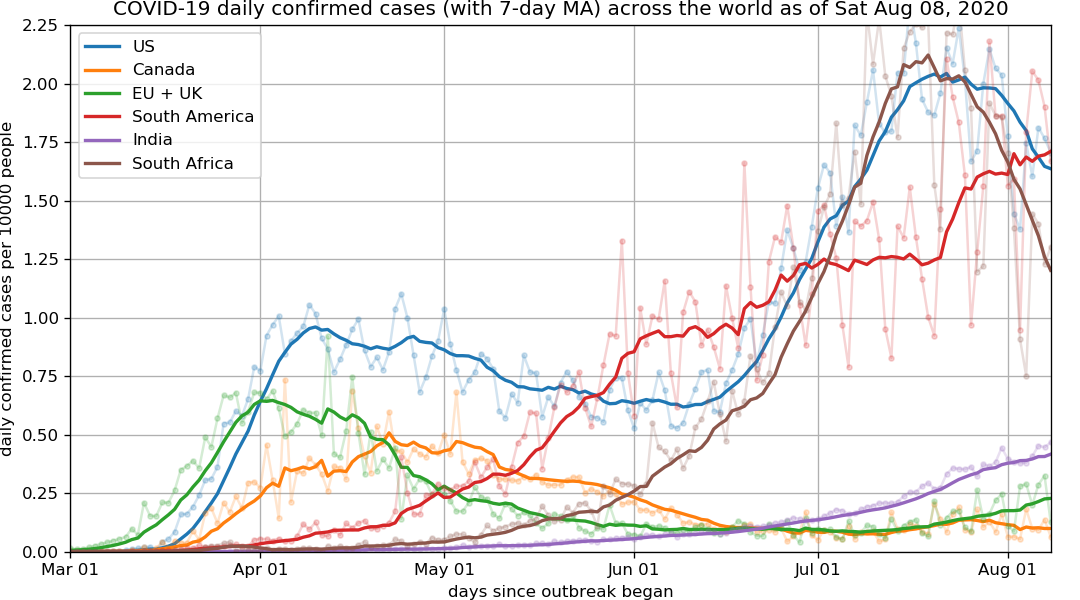 COVID-19 daily confirmed cases (with 7-day MA) across the world as of Sat Aug 08, 2020
2.25
2.00
1.75
1.50
1.25
1.00
0.75
0.50
0.25
0.00
daily confirmed cases per 10000 people
US
Canada
EU + UK
South America
India
South Africa
Mar 01
Apr 01
May 01
Jun 01
Jul 01
Aug 01
days since outbreak began